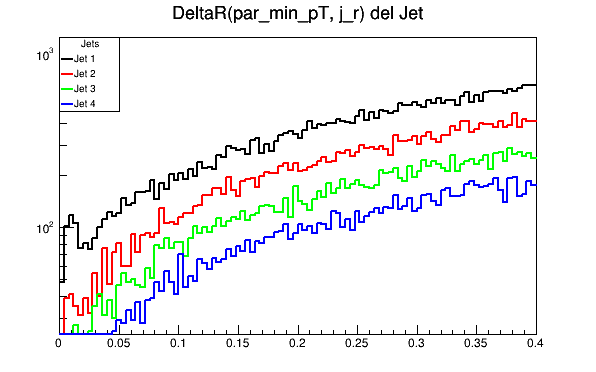 DeltaR(par_min_pT, j_r) del Jet
Jets
Jet 1
Jet 2
Jet 3
Jet 4
10³
10²
0 0.05 0.1 0.15 0.2 0.25 0.3 0.35 0.4